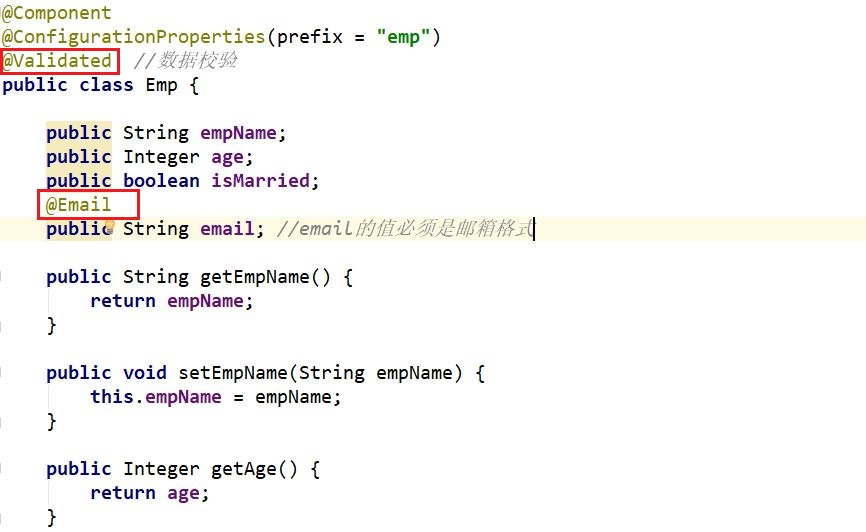 @Component
@ConfigurationProperties(prefix = "emp")
@Validated //数据校验
public class Emp {
public String empName;
public Integer age;
public boolean isMarried;
@Email
public String email; //email的值必须是邮箱格式
public String getEmpName() {
return empName;
}
public void setEmpName(String empName) {
this.empName = empName;
}
public Integer getAge() {
return age;
}